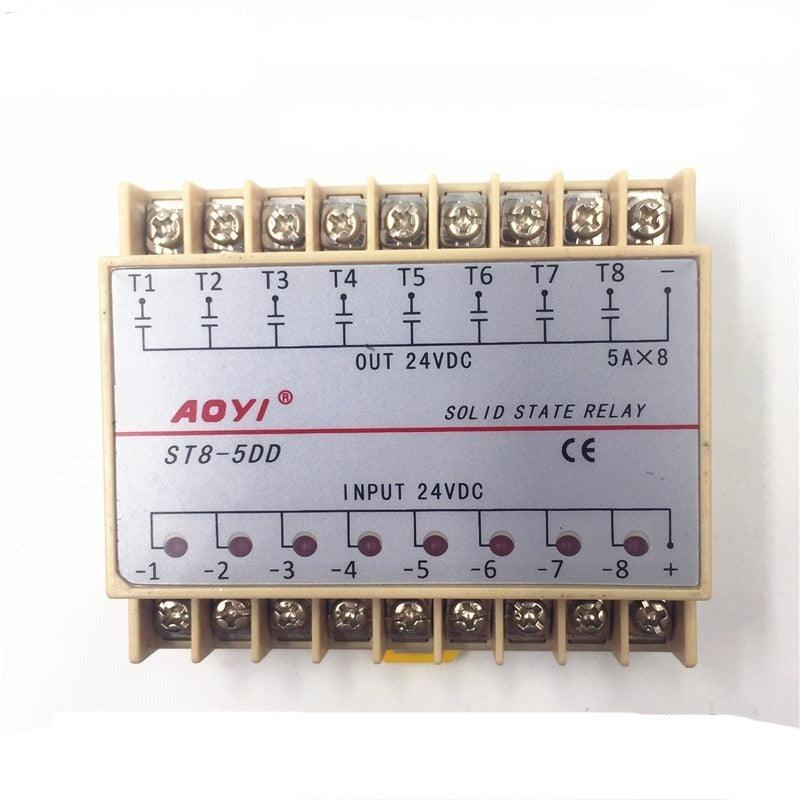 T1 T2 T3 T4 T5 T6 T7 T8 −
OUT 24VDC 5A×8
AOYI ® SOLID STATE RELAY
ST8-5DD CE
INPUT 24VDC
-1 -2 -3 -4 -5 -6 -7 -8 +